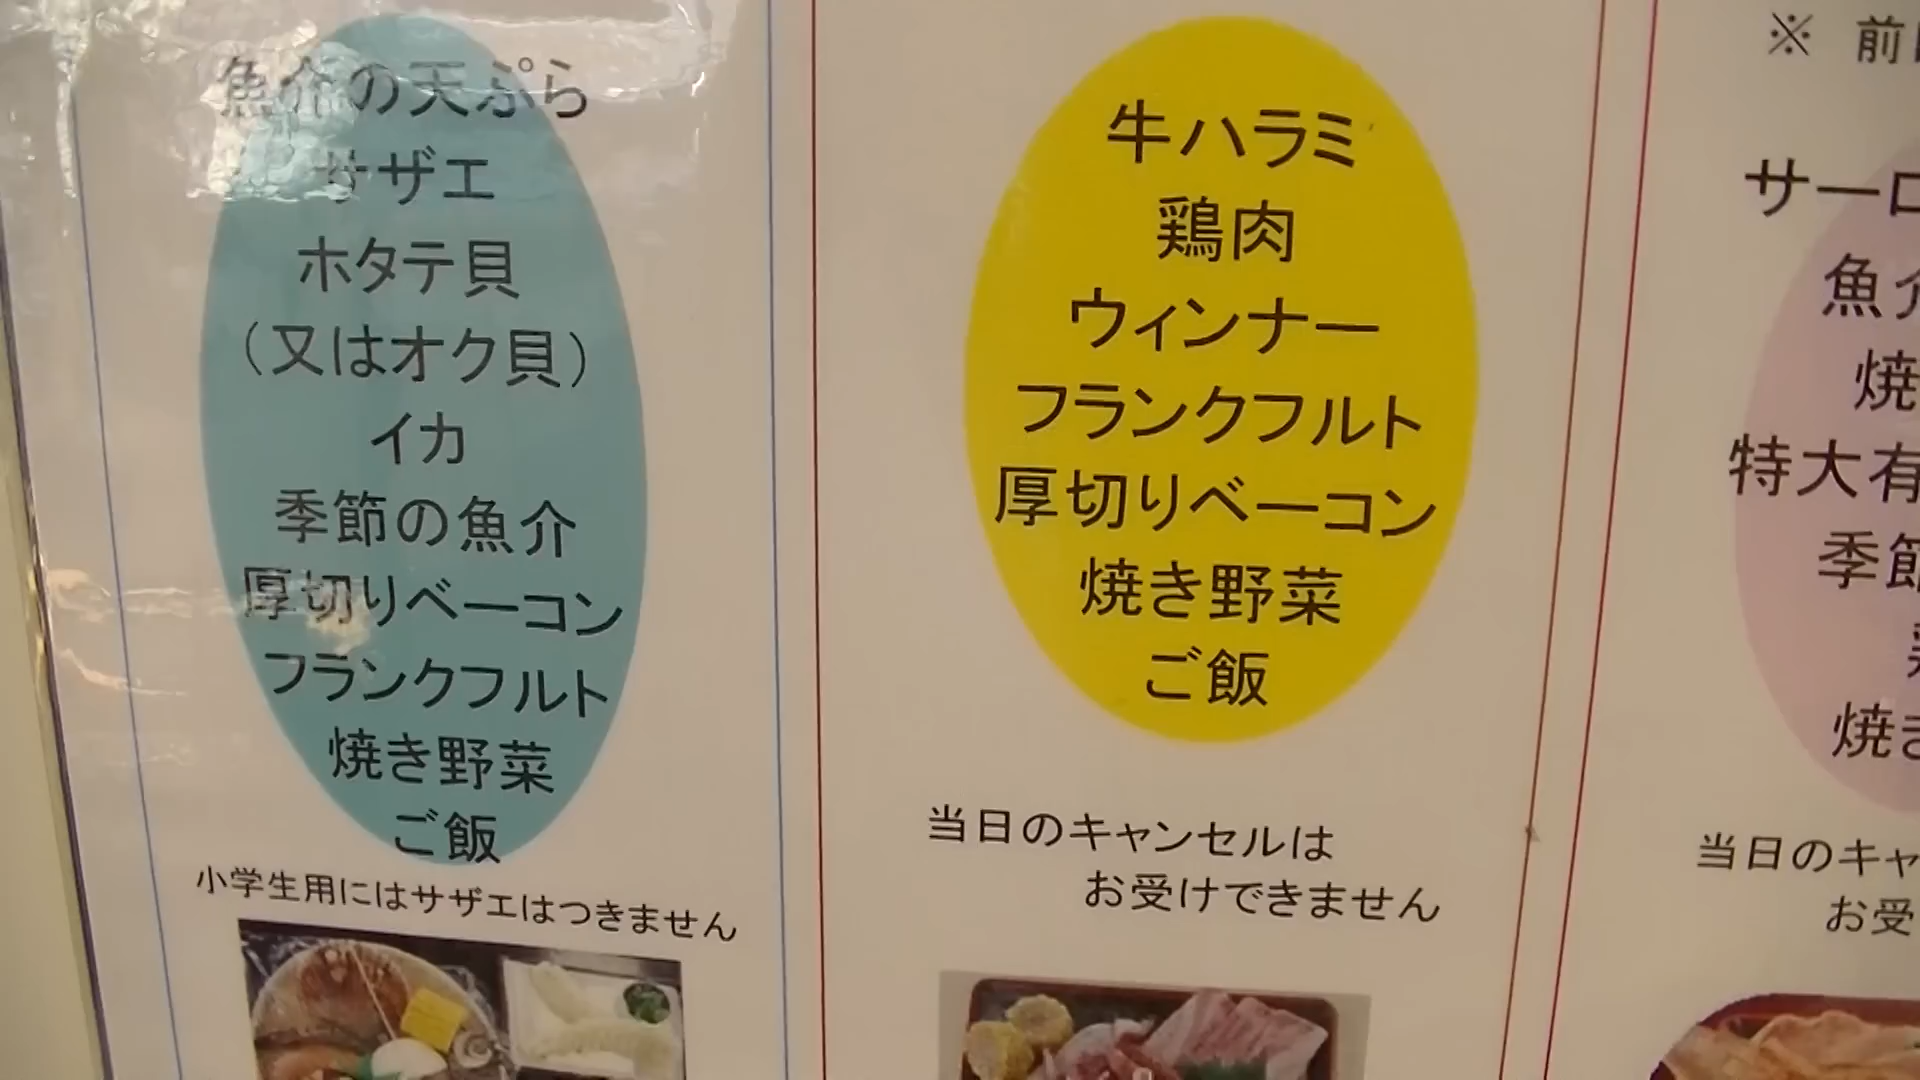 魚介の天ぷら
サザエ
ホタテ貝
（又はオク貝）
イカ
季節の魚介
厚切りベーコン
フランクフルト
焼き野菜
ご飯
小学生用にはサザエはつきません
牛ハラミ
鶏肉
ウィンナー
フランクフルト
厚切りベーコン
焼き野菜
ご飯
当日のキャンセルは
お受けできません
※ 前
サーロ
魚介
焼
特大有
季節
焼き
当日のキャ
お受